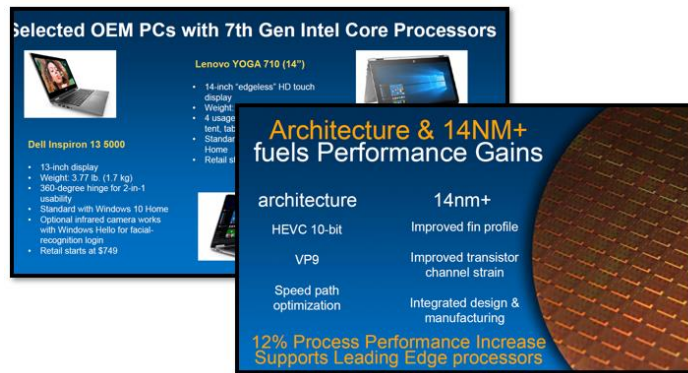 Selected OEM PCs with 7th Gen Intel Core Processors
Lenovo YOGA 710 (14”)
• 14-inch “edgeless” HD touch
display
• Weight:
• 4 usage
tent,
• Standar
Home
• Retail
Dell Inspiron 13 5000
• 13-inch display
• Weight: 3.77 lb. (1.7 kg)
• 360-degree hinge for 2-in-1
usability
• Standard with Windows 10 Home
• Optional infrared camera works
with Windows Hello for facial-
recognition login
• Retail starts at $749
Architecture & 14NM+
fuels Performance Gains
architecture
HEVC 10-bit
VP9
Speed path
optimization
14nm+
Improved fin profile
Improved transistor
channel strain
Integrated design &
manufacturing
12% Process Performance Increase
Supports Leading Edge processors